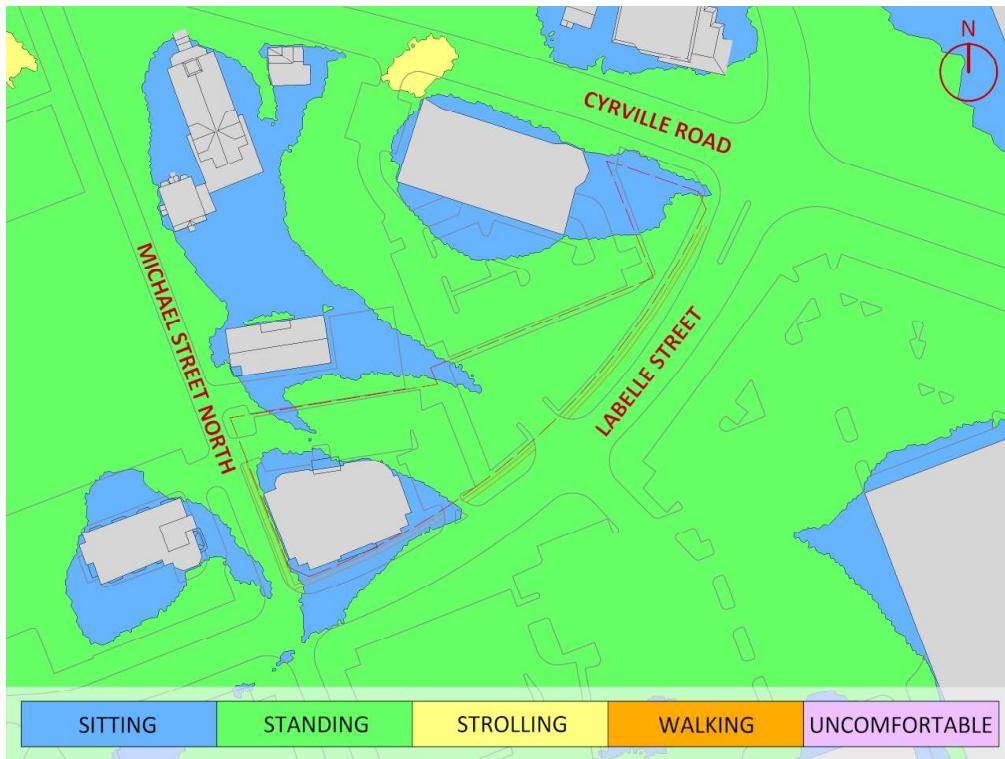 N
CYRVILLE ROAD
MICHAEL STREET NORTH
LABELLE STREET
SITTING
STANDING
STROLLING
WALKING
UNCOMFORTABLE